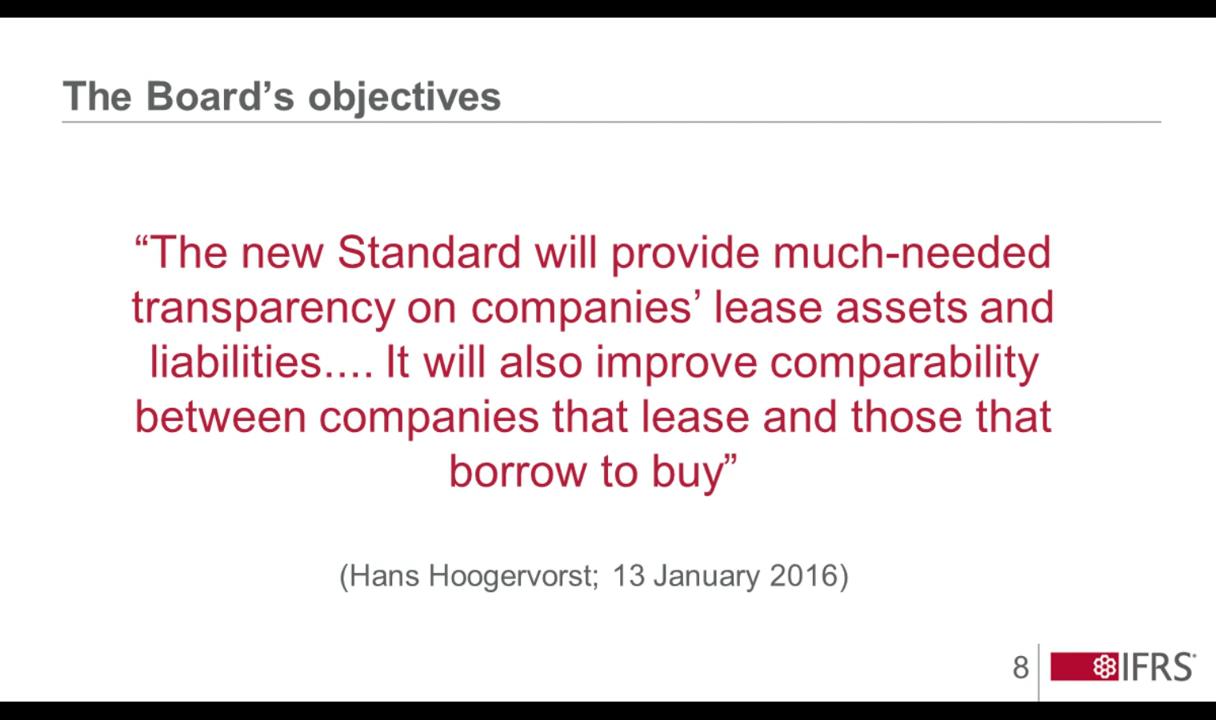 The Board’s objectives
“The new Standard will provide much-needed
transparency on companies’ lease assets and
liabilities.... It will also improve comparability
between companies that lease and those that
borrow to buy”
(Hans Hoogervorst; 13 January 2016)
8
IFRS